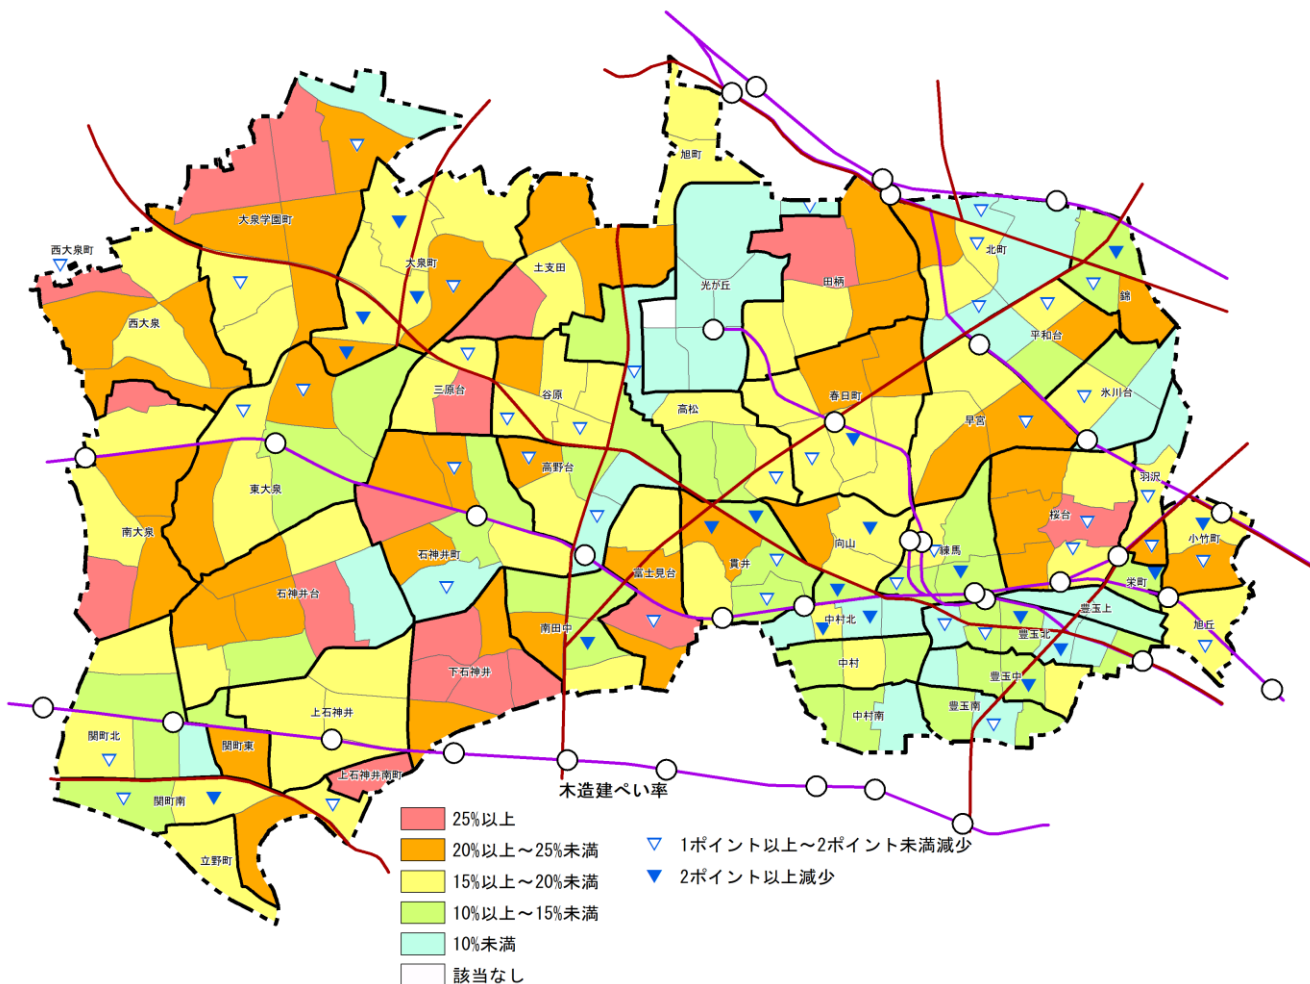 旭町
大泉学園町
西大泉町
大泉町
土支田
光が丘
田柄
北町
錦
西大泉
平和台
三原台
谷原
高松
春日町
早宮
氷川台
東大泉
高野台
羽沢
南大泉
石神井町
富士見台
貫井
向山
練馬
桜台
小竹町
石神井台
南田中
中村北
豊玉北
豊玉上
栄町
旭丘
下石神井
中村
豊玉中
中村南
豊玉南
関町北
関町東
上石神井
上石神井南町
関町南
立野町
木造建ぺい率
25%以上
20%以上～25%未満
15%以上～20%未満
10%以上～15%未満
10%未満
該当なし
1ポイント以上～2ポイント未満減少
2ポイント以上減少